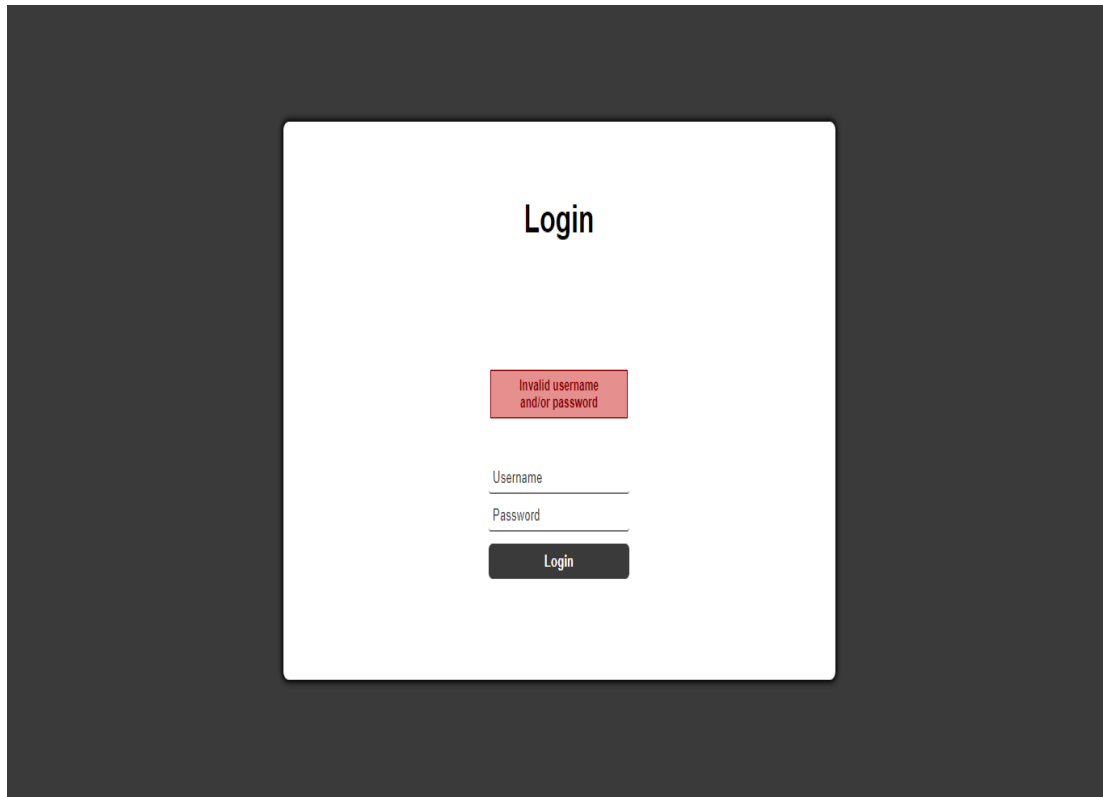 Login
Invalid username
and/or password
Username
Password
Login